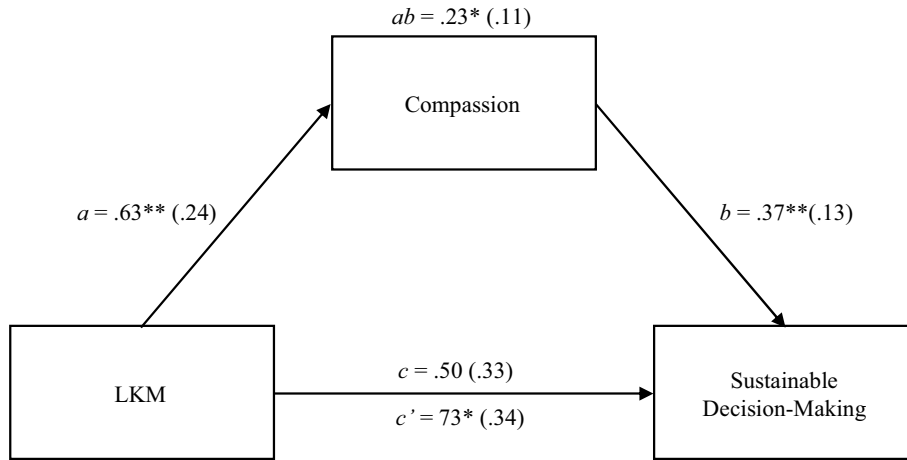 ab = .23* (.11)
Compassion
a = .63** (.24)
b = .37**(.13)
LKM
c = .50 (.33)
c’ = 73* (.34)
Sustainable
Decision-Making